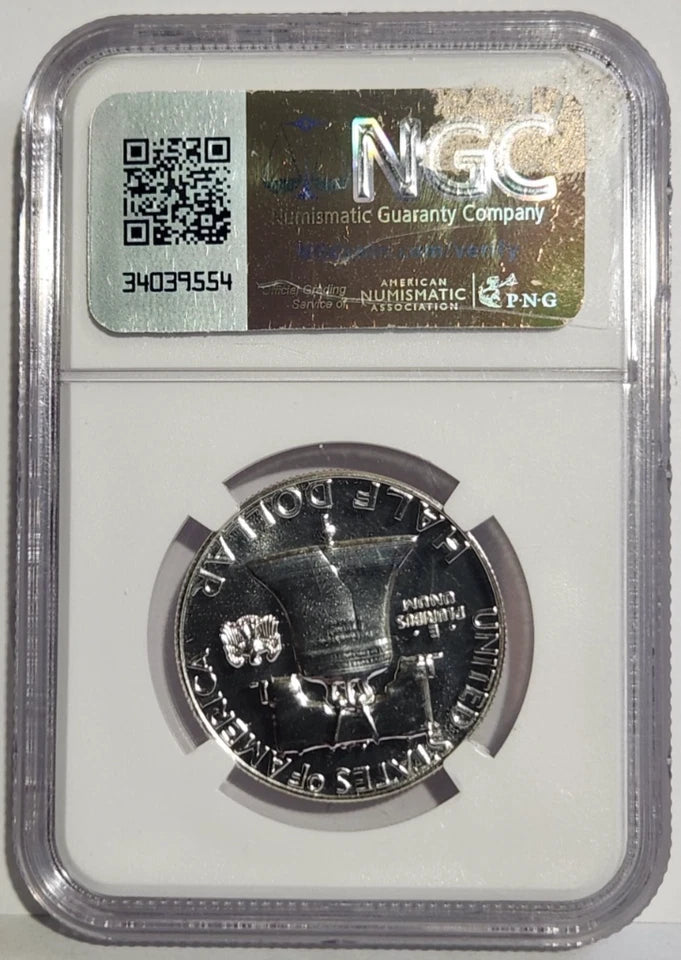 NGC
Numismatic Guaranty Company
34039554
Official Grading
Service of
AMERICAN
NUMISMATIC
ASSOCIATION
P·N·G
HALF DOLLAR
E
PLURIBUS
UNUM
UNITED STATES OF AMERICA